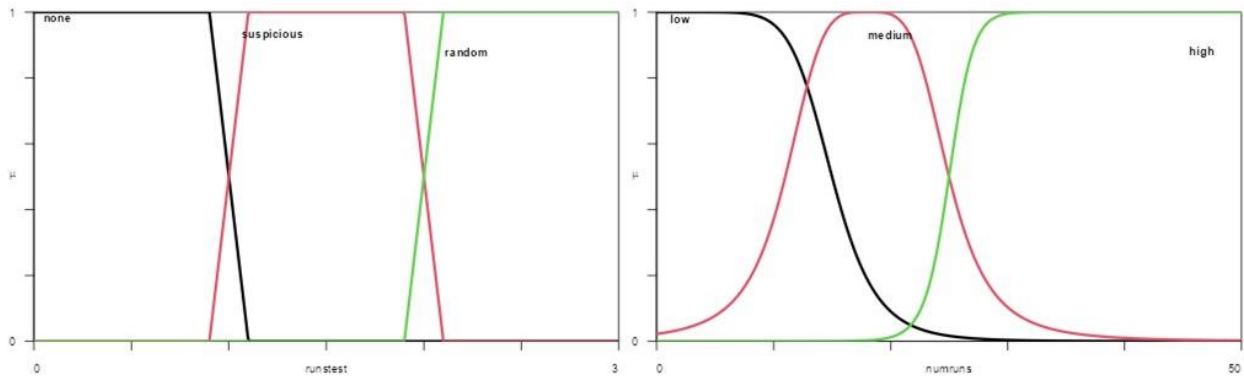 1
none
suspicious
random
0
0
runstest
3
1
low
medium
high
0
0
numruns
50